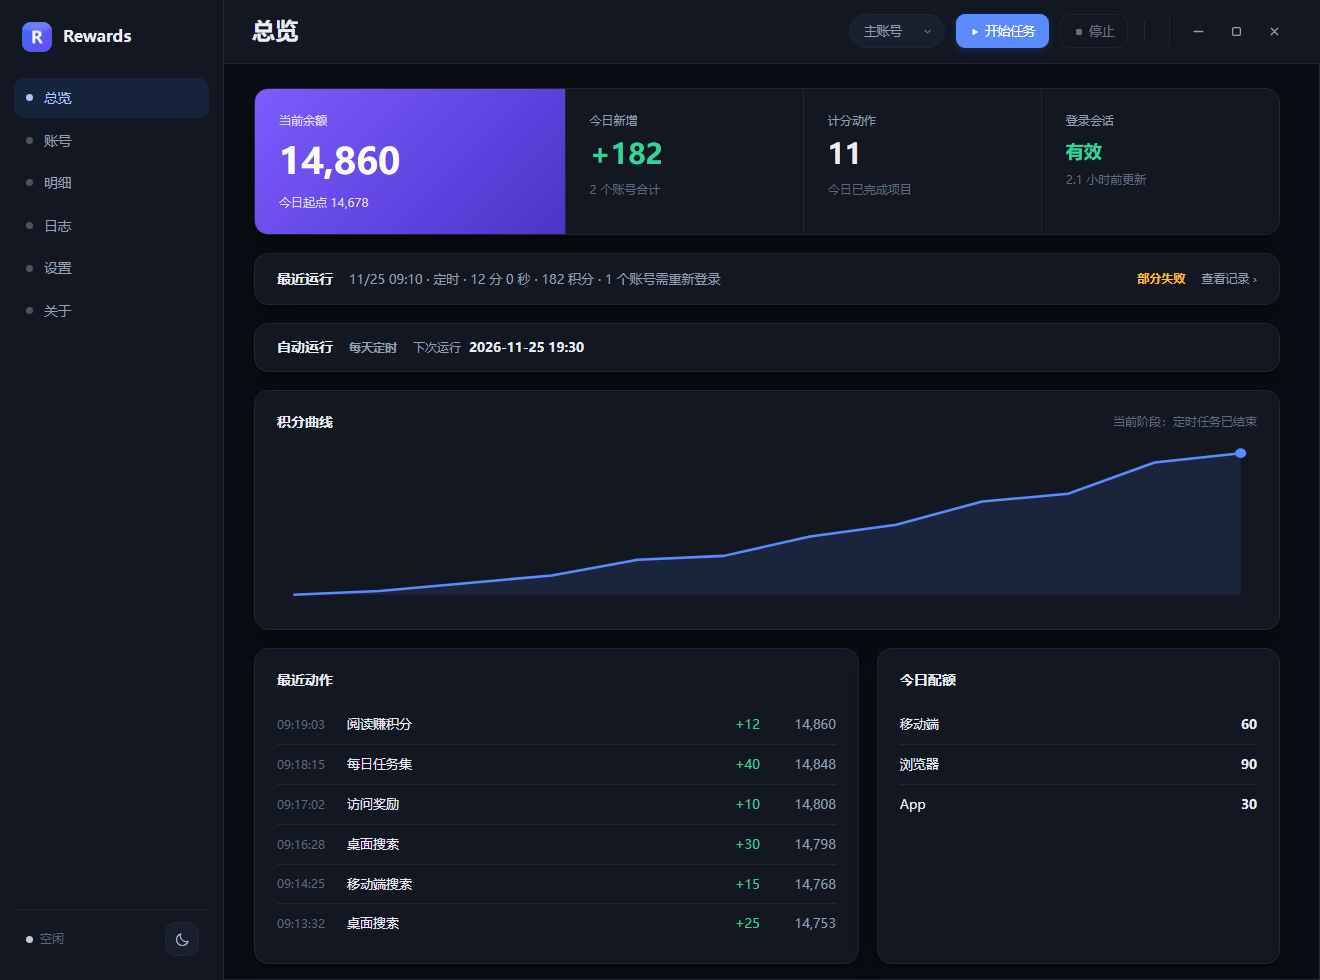 R Rewards
总览
账号
明细
日志
设置
关于
空闲
总览
主账号
开始任务
停止
当前余额
14,860
今日起点 14,678
今日新增
+182
2 个账号合计
计分动作
11
今日已完成项目
登录会话
有效
2.1 小时前更新
最近运行 11/25 09:10 · 定时 · 12 分 0 秒 · 182 积分 · 1 个账号需重新登录 部分失败 查看记录 ›
自动运行 每天定时 下次运行 2026-11-25 19:30
积分曲线 当前阶段：定时任务已结束
最近动作
09:19:03 阅读赚积分 +12 14,860
09:18:15 每日任务集 +40 14,848
09:17:02 访问奖励 +10 14,808
09:16:28 桌面搜索 +30 14,798
09:14:25 移动端搜索 +15 14,768
09:13:32 桌面搜索 +25 14,753
今日配额
移动端 60
浏览器 90
App 30